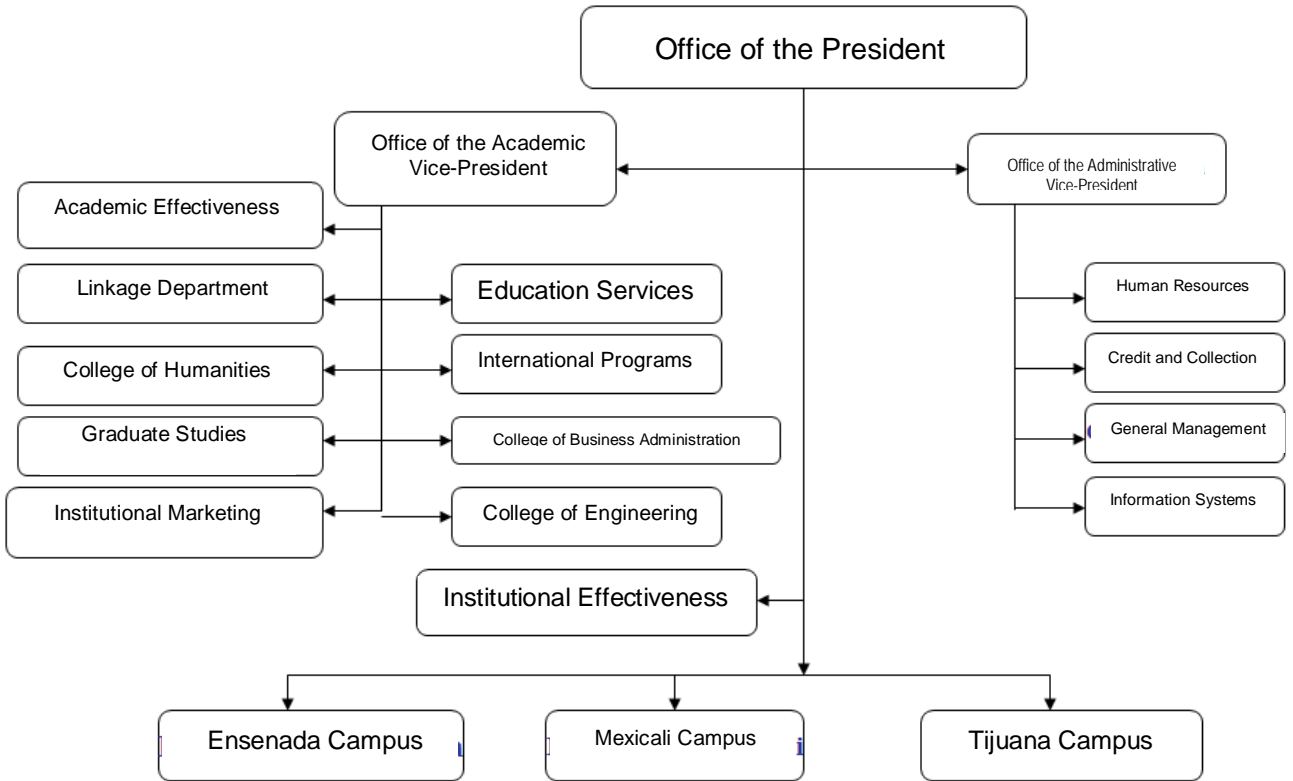 Office of the President
Office of the Academic
Vice-President
Office of the Administrative
Vice-President
Academic Effectiveness
Linkage Department
Education Services
Human Resources
College of Humanities
International Programs
Credit and Collection
Graduate Studies
College of Business Administration
General Management
Institutional Marketing
College of Engineering
Information Systems
Institutional Effectiveness
Ensenada Campus
Mexicali Campus
Tijuana Campus